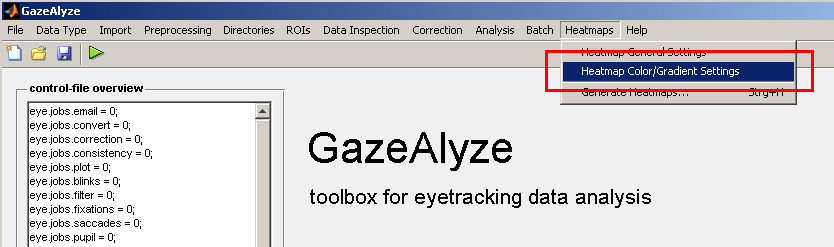 GazeAlyze
File Data Type Import Preprocessing Directories ROIs Data Inspection Correction Analysis Batch Heatmaps Help
Heatmap General Settings
Heatmap Color/Gradient Settings
Generate Heatmaps... Strg+H
control-file overview
eye.jobs.email = 0;
eye.jobs.convert = 0;
eye.jobs.correction = 0;
eye.jobs.consistency = 0;
eye.jobs.plot = 0;
eye.jobs.blinks = 0;
eye.jobs.filter = 0;
eye.jobs.fixations = 0;
eye.jobs.saccades = 0;
eye.jobs.pupil = 0;
GazeAlyze
toolbox for eyetracking data analysis